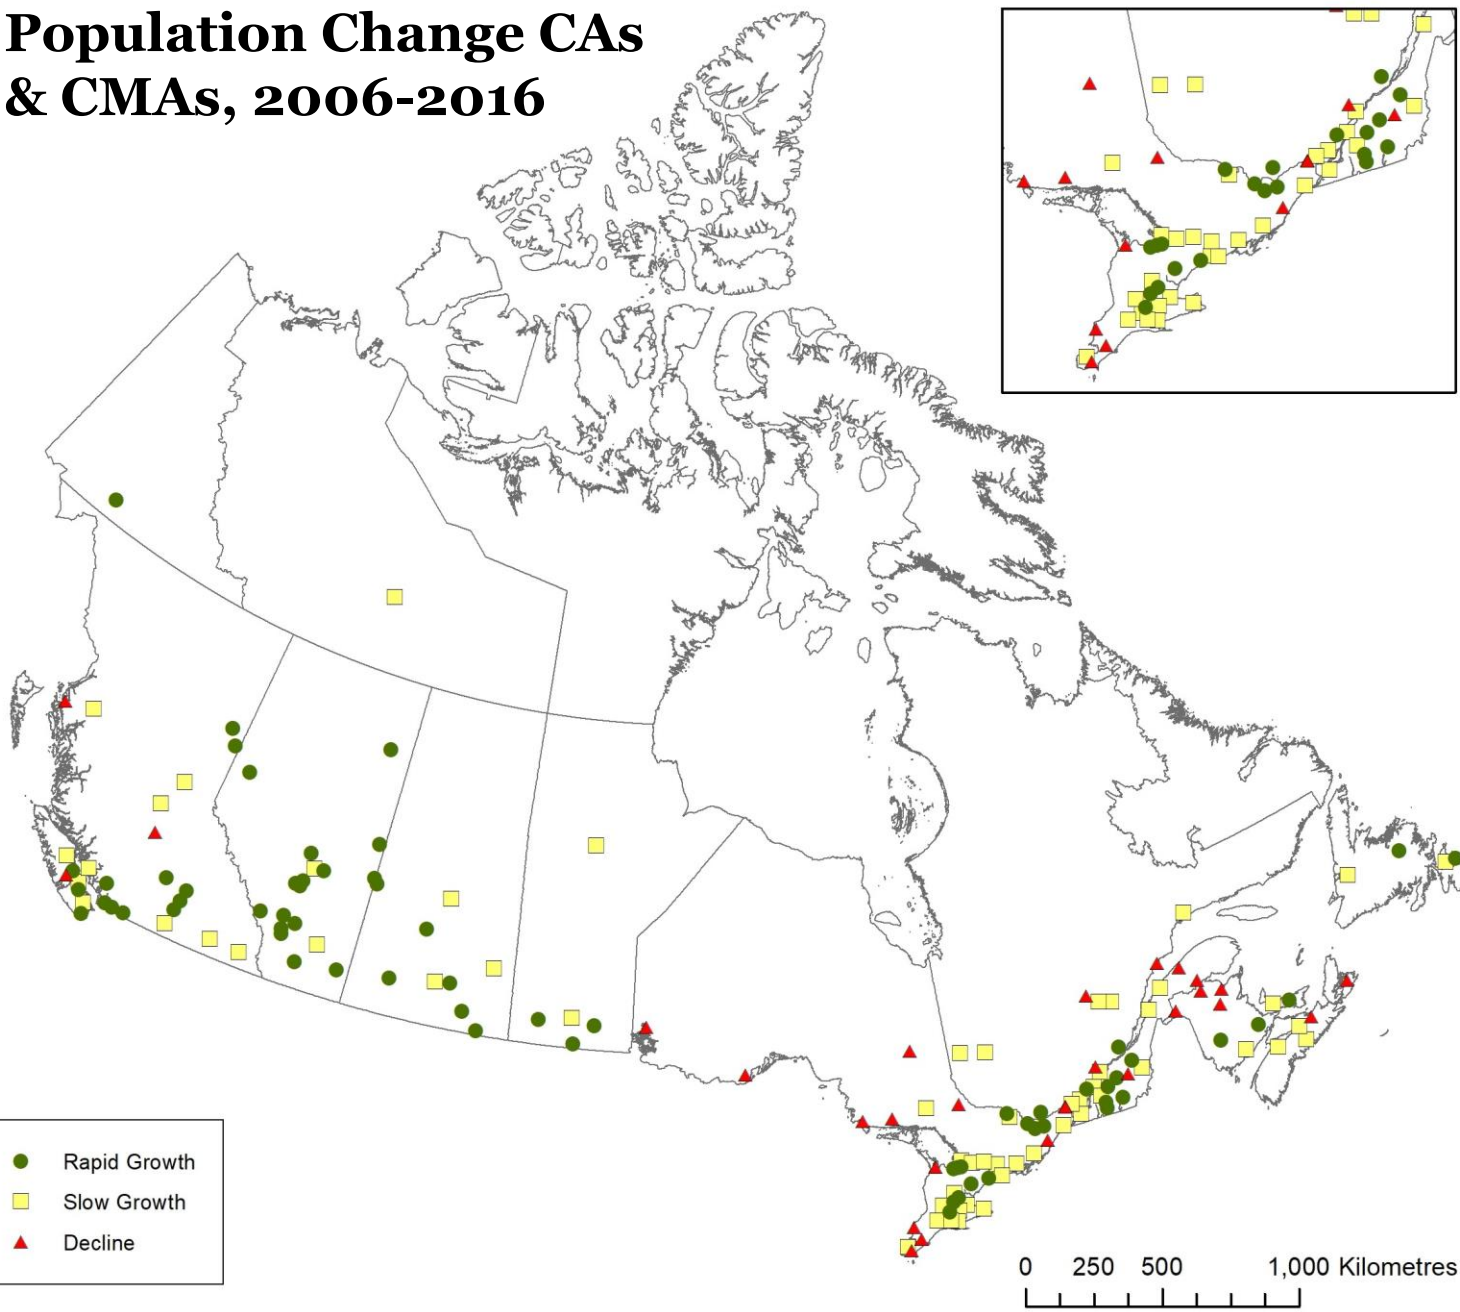 Population Change CAs
& CMAs, 2006-2016
Rapid Growth
Slow Growth
Decline
0 250 500 1,000 Kilometres